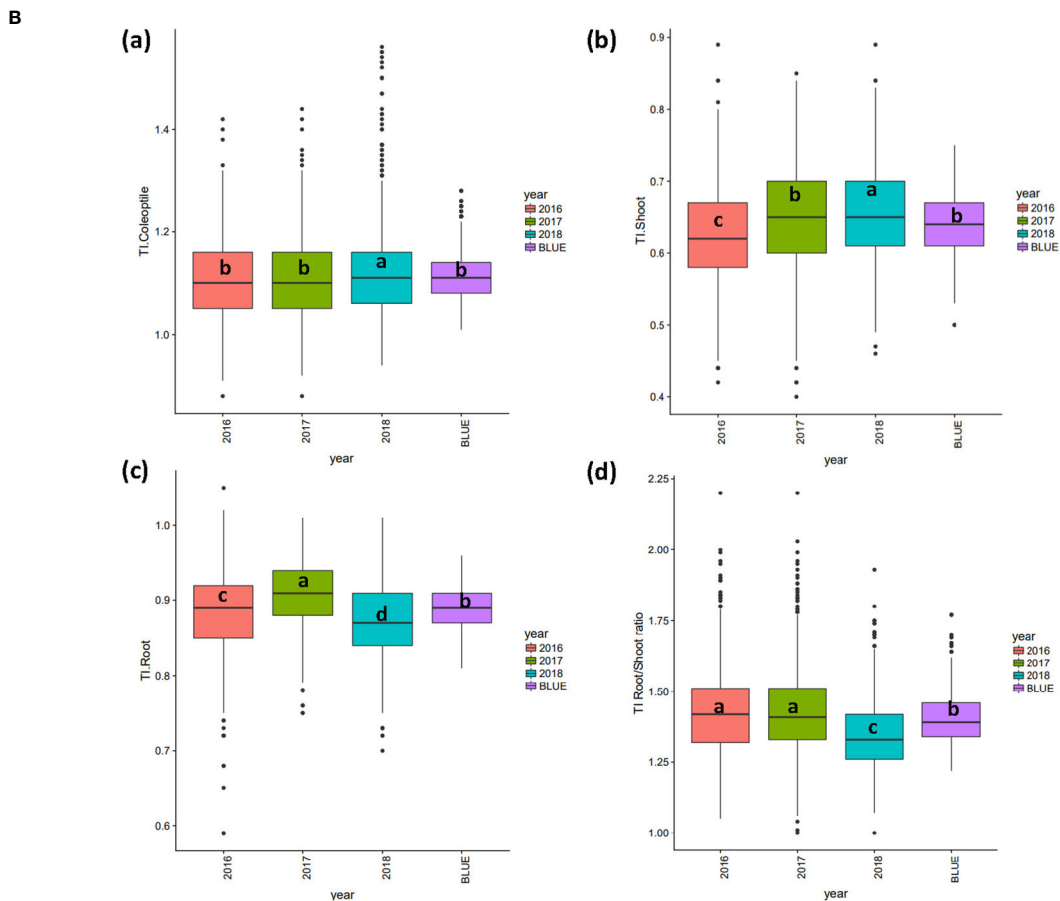 B
(a)
TI.Coleoptile
1.4
1.2
1.0
b
b
a
b
2016
2017
2018
BLUE
year
year
2016
2017
2018
BLUE
(b)
TI.Shoot
0.9
0.8
0.7
0.6
0.5
0.4
c
b
a
b
2016
2017
2018
BLUE
year
year
2016
2017
2018
BLUE
(c)
TI.Root
1.0
0.9
0.8
0.7
0.6
c
a
d
b
2016
2017
2018
BLUE
year
year
2016
2017
2018
BLUE
(d)
TI Root/Shoot ratio
2.25
2.00
1.75
1.50
1.25
1.00
a
a
c
b
2016
2017
2018
BLUE
year
year
2016
2017
2018
BLUE